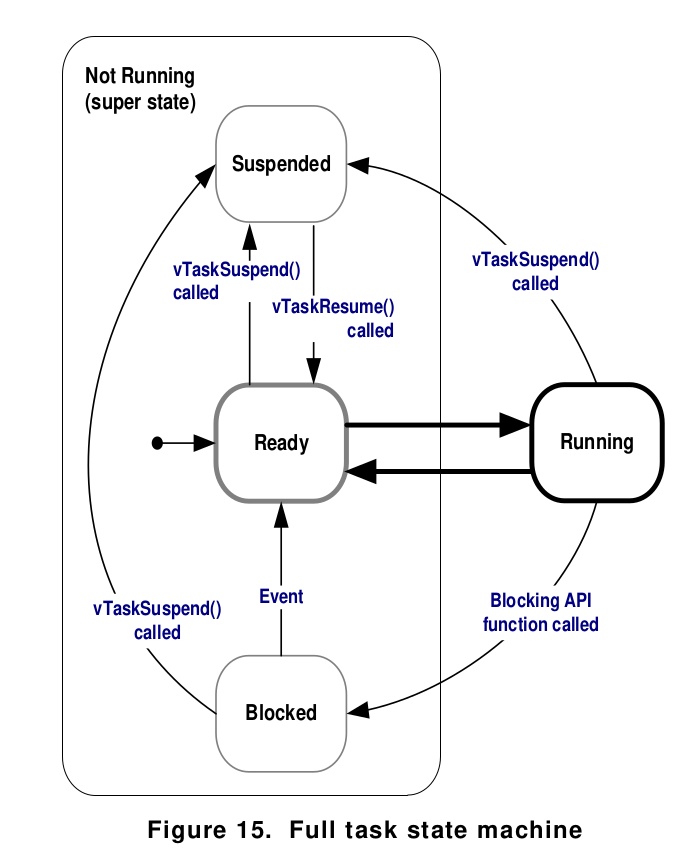 Not Running
(super state)
Suspended
vTaskSuspend()
called
vTaskResume()
called
vTaskSuspend()
called
Ready
Running
Event
vTaskSuspend()
called
Blocking API
function called
Blocked
Figure 15. Full task state machine